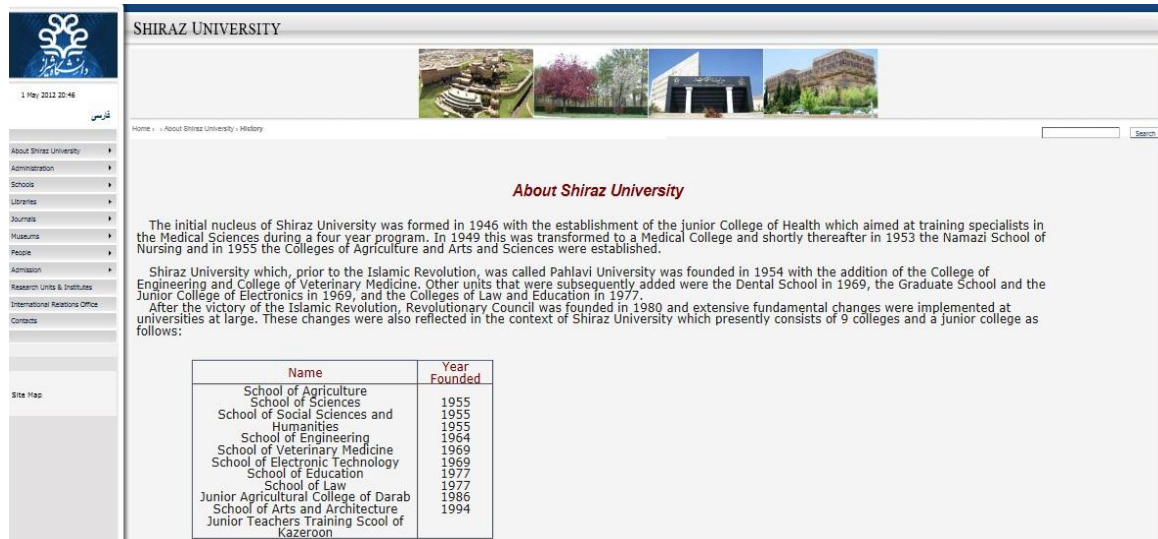 دانشگاه شیراز
SHIRAZ UNIVERSITY
1 May 2012 20:46
فارسی
Home › › About Shiraz University › History
Search
About Shiraz University
Administration
Schools
Libraries
Journals
Museums
People
Admission
Research Units & Institutes
International Relations Office
Contacts
Site Map
About Shiraz University
The initial nucleus of Shiraz University was formed in 1946 with the establishment of the junior College of Health which aimed at training specialists in
the Medical Sciences during a four year program. In 1949 this was transformed to a Medical College and shortly thereafter in 1953 the Namazi School of
Nursing and in 1955 the Colleges of Agriculture and Arts and Sciences were established.
Shiraz University which, prior to the Islamic Revolution, was called Pahlavi University was founded in 1954 with the addition of the College of
Engineering and College of Veterinary Medicine. Other units that were subsequently added were the Dental School in 1969, the Graduate School and the
Junior College of Electronics in 1969, and the Colleges of Law and Education in 1977.
After the victory of the Islamic Revolution, Revolutionary Council was founded in 1980 and extensive fundamental changes were implemented at
universities at large. These changes were also reflected in the context of Shiraz University which presently consists of 9 colleges and a junior college as
follows:
Name
Year
Founded
School of Agriculture
School of Sciences 1955
School of Social Sciences and 1955
Humanities 1955
School of Engineering 1964
School of Veterinary Medicine 1969
School of Electronic Technology 1969
School of Education 1977
School of Law 1977
Junior Agricultural College of Darab 1986
School of Arts and Architecture 1994
Junior Teachers Training Scool of
Kazeroon